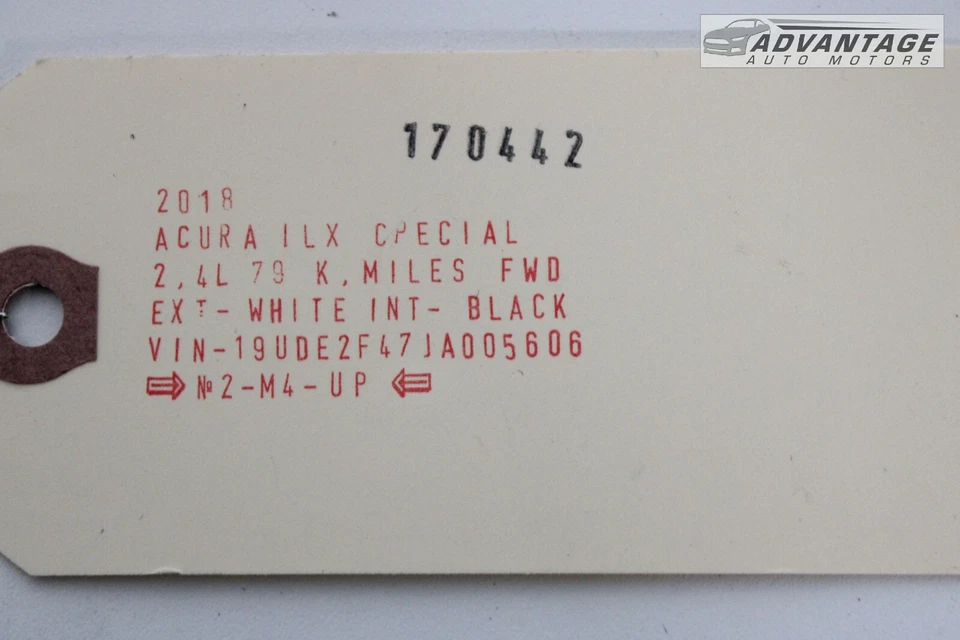 ADVANTAGE
AUTO MOTORS
170442
2018
ACURA ILX CPECIAL
2,4L 79 K, MILES FWD
EXT- WHITE INT- BLACK
VIN-19UDE2F47JA005606
⇨ №2-M4-UP ⇦